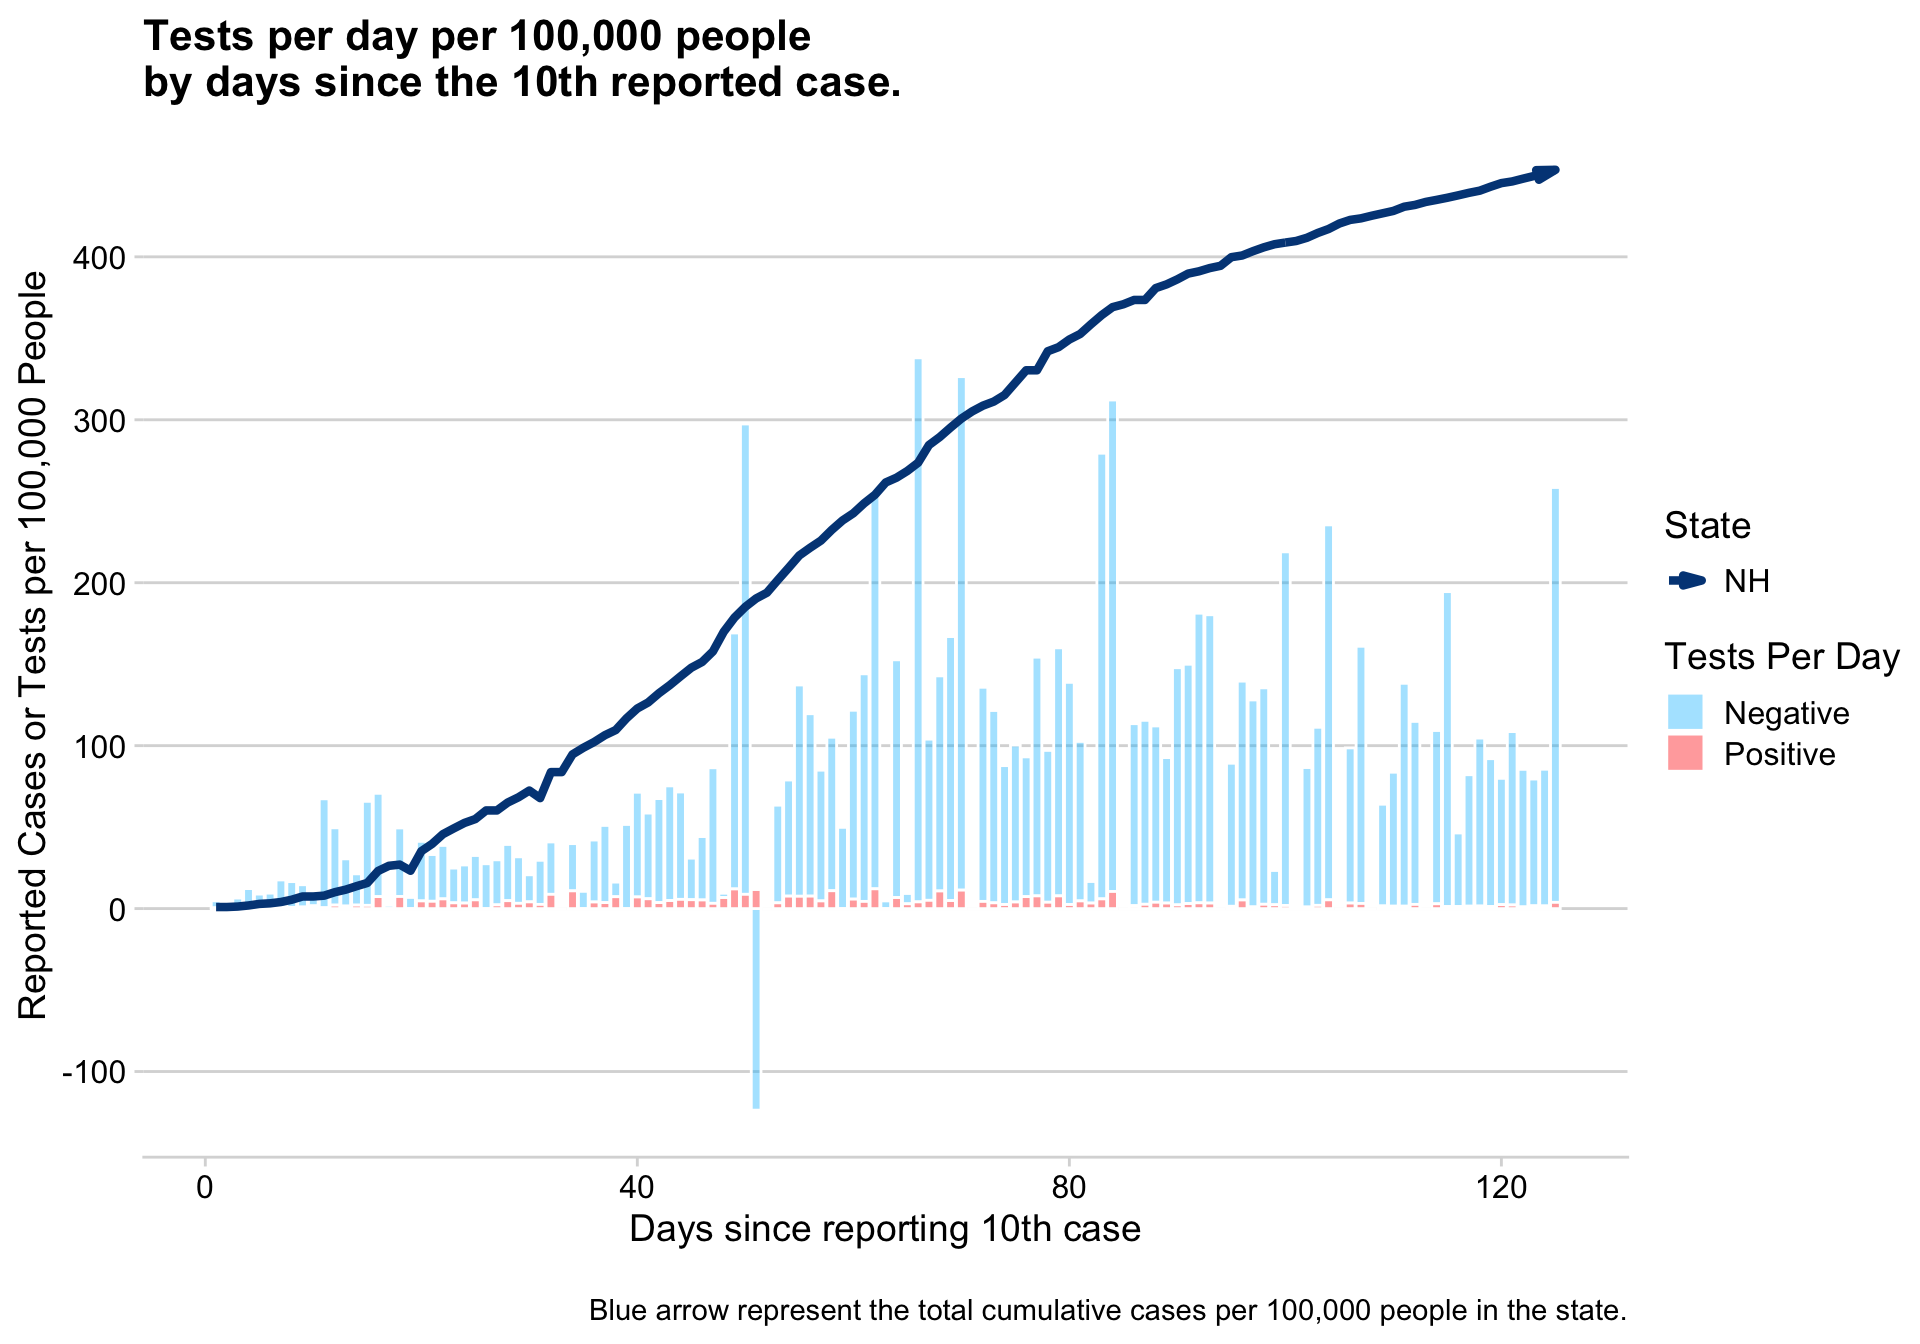 Tests per day per 100,000 people
by days since the 10th reported case.
Reported Cases or Tests per 100,000 People
400
300
200
100
0
-100
0
40
80
120
Days since reporting 10th case
State
NH
Tests Per Day
Negative
Positive
Blue arrow represent the total cumulative cases per 100,000 people in the state.